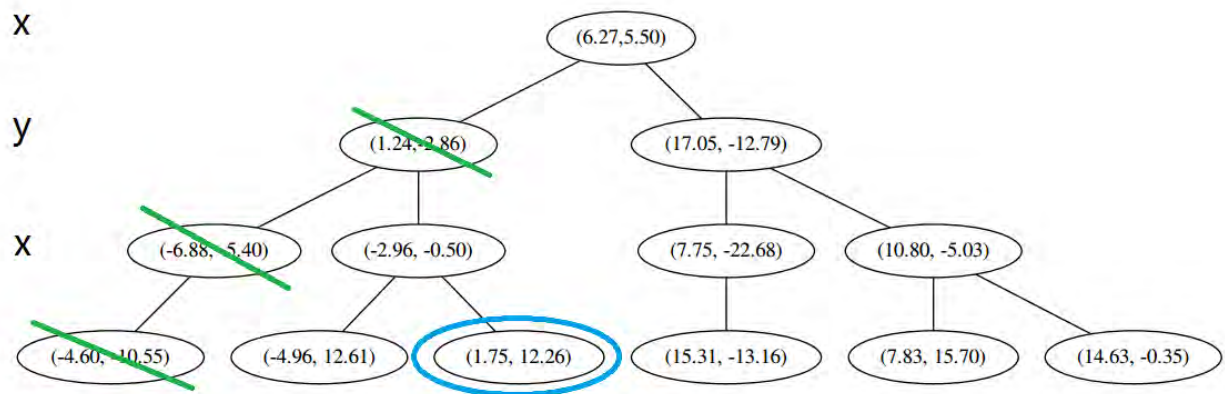 x
(6.27,5.50)
y
(1.24,-2.86) (17.05, -12.79)
x
(-6.88, -5.40) (-2.96, -0.50) (7.75, -22.68) (10.80, -5.03)
(-4.60, -10.55) (-4.96, 12.61) (1.75, 12.26) (15.31, -13.16) (7.83, 15.70) (14.63, -0.35)